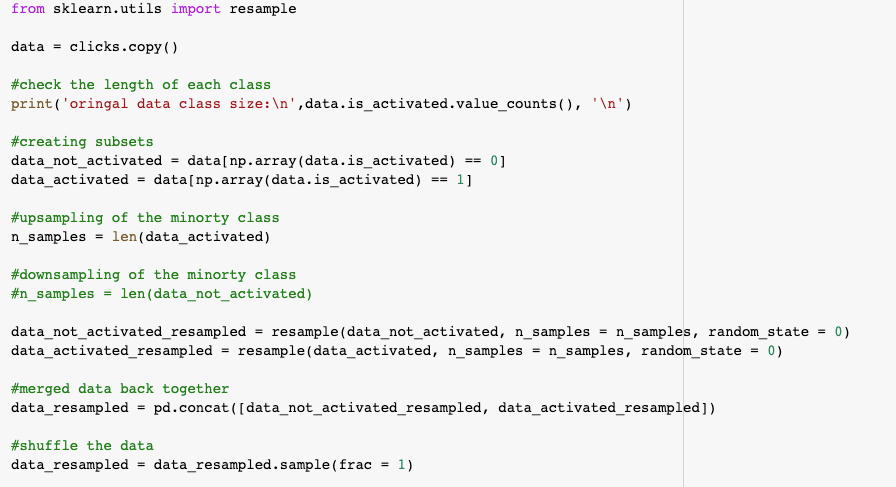 from sklearn.utils import resample
data = clicks.copy()
#check the length of each class
print('oringal data class size:\n',data.is_activated.value_counts(), '\n')
#creating subsets
data_not_activated = data[np.array(data.is_activated) == 0]
data_activated = data[np.array(data.is_activated) == 1]
#upsampling of the minorty class
n_samples = len(data_activated)
#downsampling of the minorty class
#n_samples = len(data_not_activated)
data_not_activated_resampled = resample(data_not_activated, n_samples = n_samples, random_state = 0)
data_activated_resampled = resample(data_activated, n_samples = n_samples, random_state = 0)
#merged data back together
data_resampled = pd.concat([data_not_activated_resampled, data_activated_resampled])
#shuffle the data
data_resampled = data_resampled.sample(frac = 1)